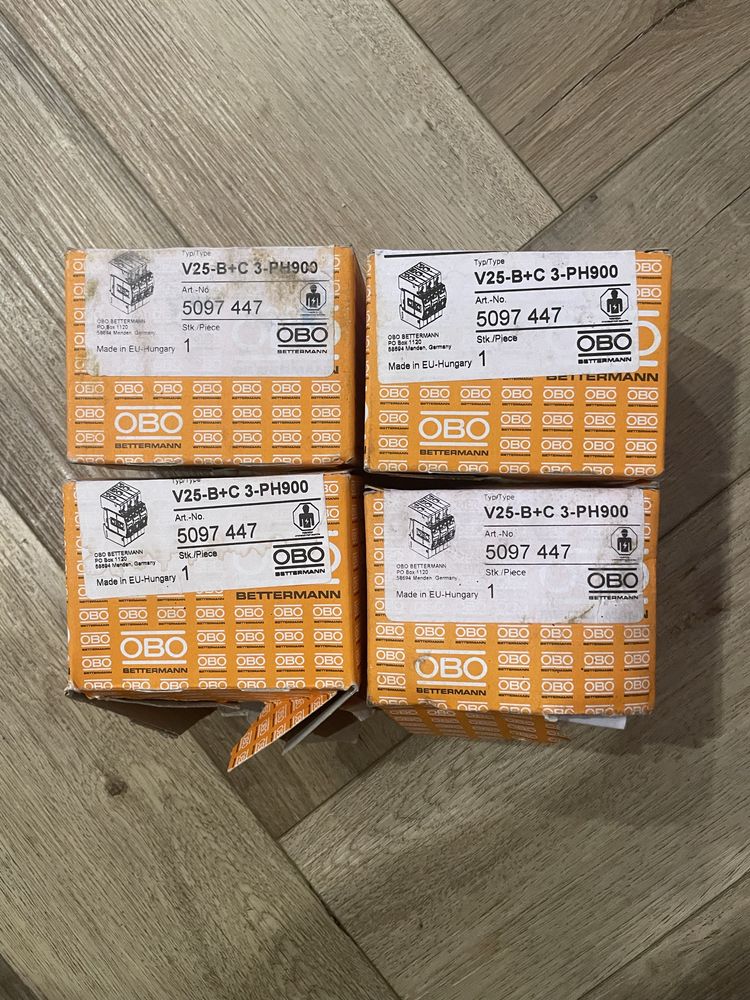 Typ/Type
V25-B+C 3-PH900
Art.-No
5097 447
OBO BETTERMANN
PO Box 1120
58694 Menden, Germany
Stk./Piece
Made in EU-Hungary 1
OBO
BETTERMANN
OBO
BETTERMANN
Typ/Type
V25-B+C 3-PH900
Art.-No.
5097 447
OBO BETTERMANN
PO Box 1120
58694 Menden, Germany
Stk./Piece
Made in EU-Hungary 1
OBO
BETTERMANN
BETTERMANN
OBO
BETTERMANN
V25-B+C 3-PH900
Art.-No.
5097 447
OBO BETTERMANN
PO Box 1120
58694 Menden, Germany
Stk./Piece
Made in EU-Hungary 1
OBO
BETTERMANN
BETTERMANN
OBO
BETTERMANN
Typ/Type
V25-B+C 3-PH900
Art.-No.
5097 447
OBO BETTERMANN
PO Box 1120
58694 Menden, Germany
Stk./Piece
Made in EU-Hungary 1
OBO
BETTERMANN
OBO
BETTERMANN